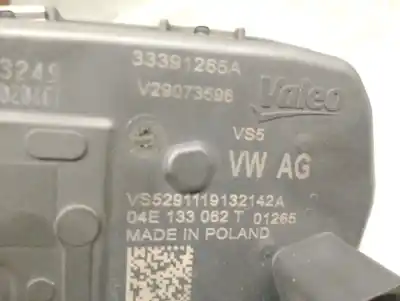 33391265A
V29073596
Valeo
VS5
VW AG
VS5291119132142A
04E 133 062 T 01265
MADE IN POLAND